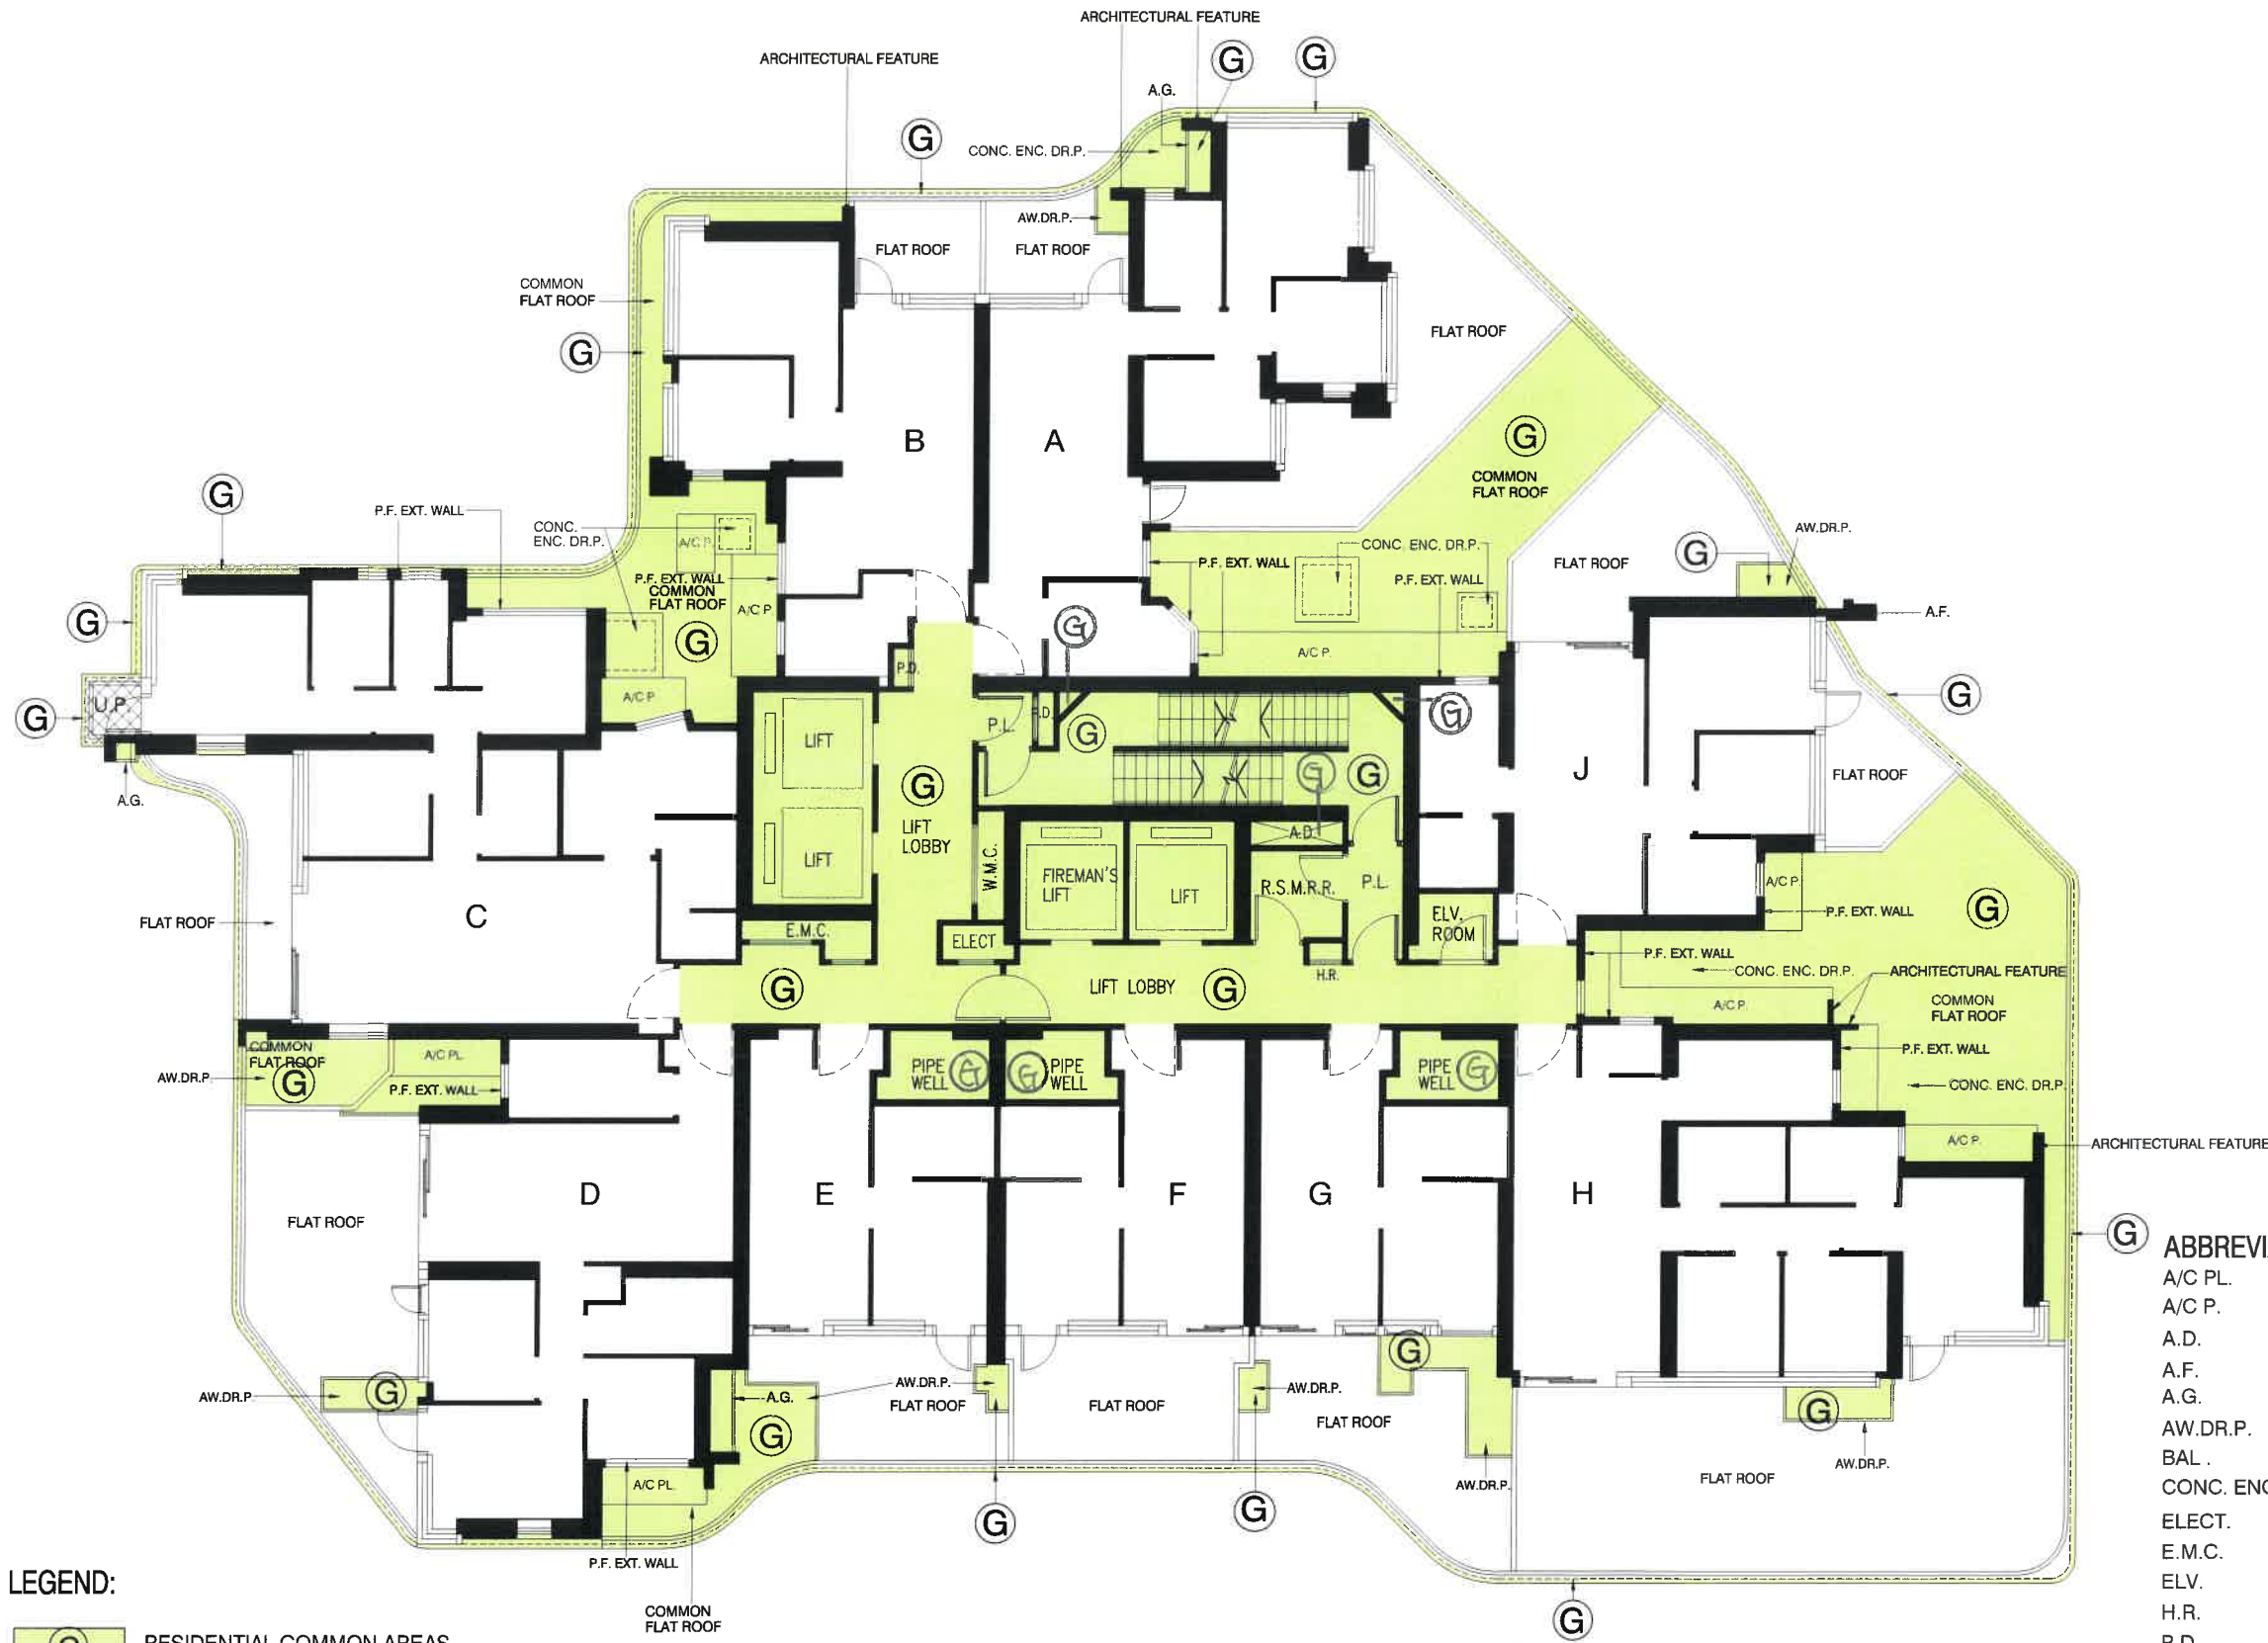 ARCHITECTURAL FEATURE
ARCHITECTURAL FEATURE
G
G
A.G.
G
CONC. ENC. DR.P.
AW.DR.P.
FLAT ROOF
FLAT ROOF
COMMON
FLAT ROOF
G
FLAT ROOF
B
A
G
COMMON
FLAT ROOF
G
P.F. EXT. WALL
CONC.
ENC. DR.P.
A/C P.
P.F. EXT. WALL
COMMON
FLAT ROOF
A/C P
G
A/C P
CONC. ENC. DR.P.
P.F. EXT. WALL
P.F. EXT. WALL
A/C P.
FLAT ROOF
G
AW.DR.P.
A.F.
G
G
P.D.
G
U.P.
G
A.G.
LIFT
LIFT
G
LIFT
LOBBY
P.L.
P.D.
G
G
G
G
J
FLAT ROOF
G
W.M.C.
FIREMAN'S
LIFT
LIFT
A.D.
R.S.M.R.R.
P.L.
ELV.
ROOM
A/C P
P.F. EXT. WALL
G
FLAT ROOF
C
E.M.C.
ELECT
G
LIFT LOBBY
G
H.R.
P.F. EXT. WALL
CONC. ENC. DR.P.
ARCHITECTURAL FEATURE
A/C P.
COMMON
FLAT ROOF
COMMON
FLAT ROOF
G
AW.DR.P.
A/C PL.
P.F. EXT. WALL
PIPE
WELL
G
G
PIPE
WELL
PIPE
WELL
G
P.F. EXT. WALL
CONC. ENC. DR.P.
A/C P.
ARCHITECTURAL FEATURE
FLAT ROOF
D
E
F
G
H
G
AW.DR.P.
G
A.G.
G
AW.DR.P.
FLAT ROOF
FLAT ROOF
AW.DR.P.
FLAT ROOF
G
AW.DR.P.
G
AW.DR.P.
FLAT ROOF
A/C PL.
P.F. EXT. WALL
COMMON
FLAT ROOF
G
G
G
A/C PL.
A/C P.
A.D.
A.F.
A.G.
AW.DR.P.
BAL .
ELECT.
E.M.C.
ELV.
H.R.
LEGEND:
RESIDENTIAL COMMON AREAS